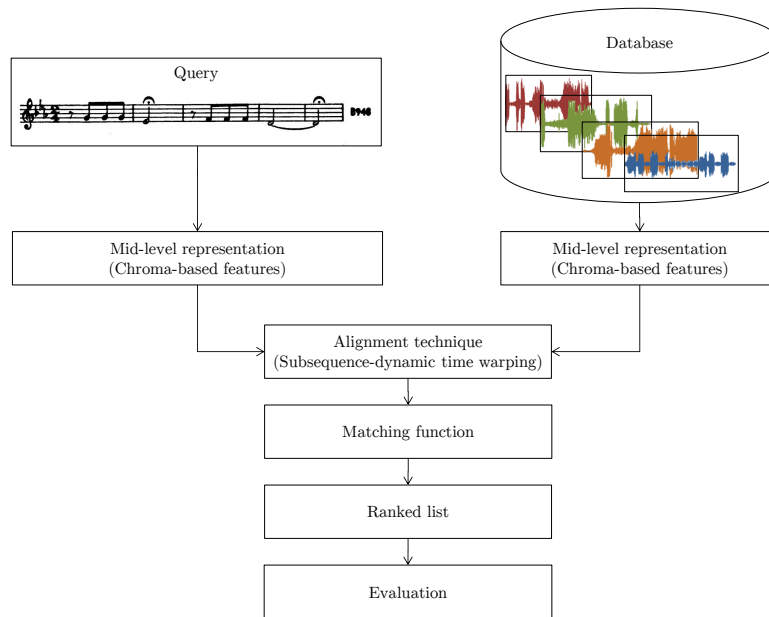 Query
B948
Database
Mid-level representation
(Chroma-based features)
Mid-level representation
(Chroma-based features)
Alignment technique
(Subsequence-dynamic time warping)
Matching function
Ranked list
Evaluation